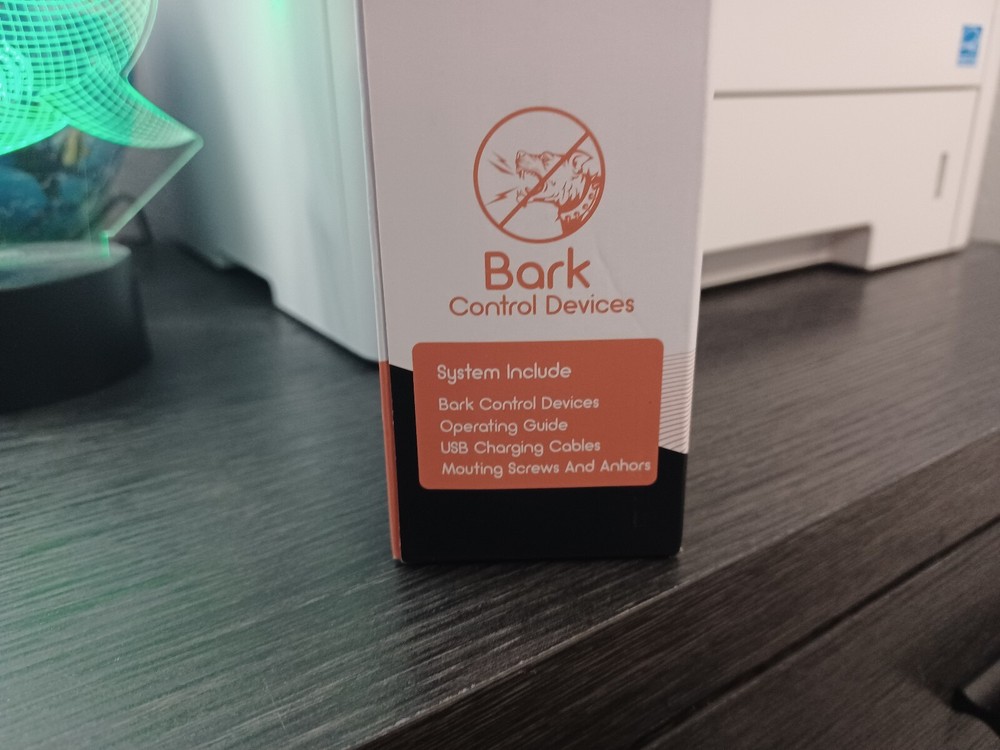 Bark
Control Devices
System Include
Bark Control Devices
Operating Guide
USB Charging Cables
Mouting Screws And Anhors